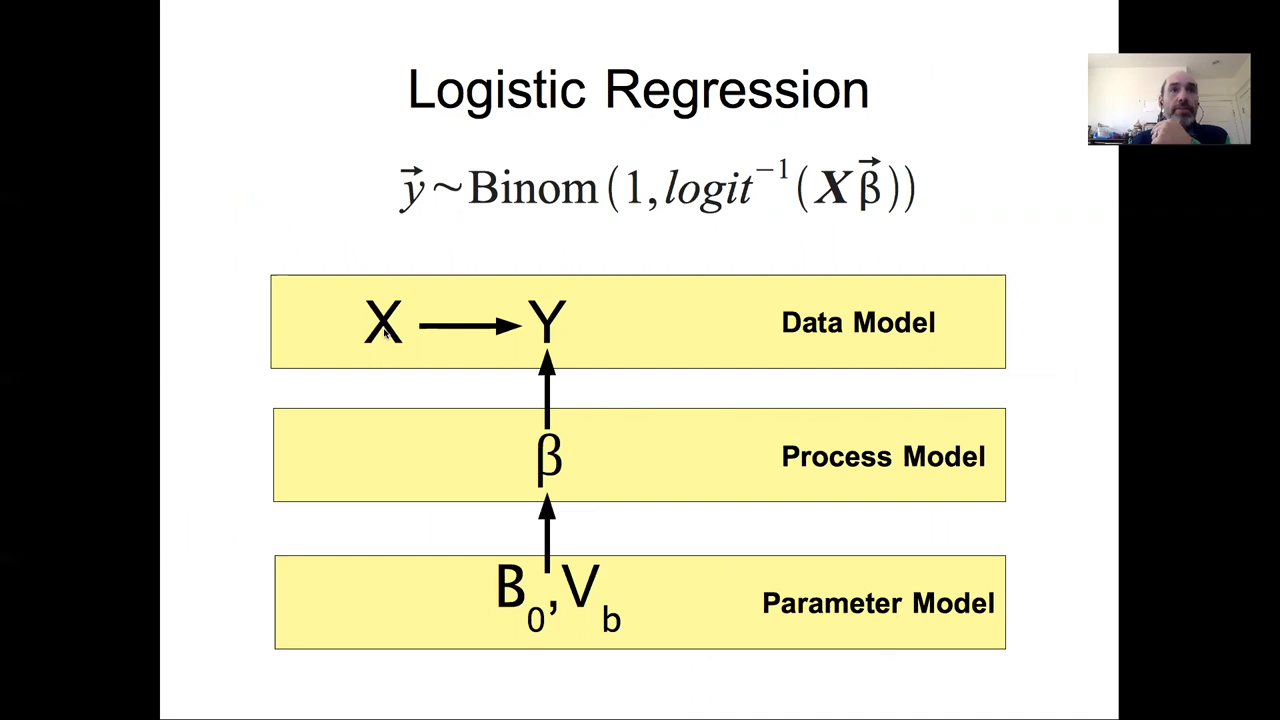 Logistic Regression
y⃗ ~ Binom(1, logit⁻¹(Xβ⃗))
X Y Data Model
β Process Model
B₀,V_b Parameter Model